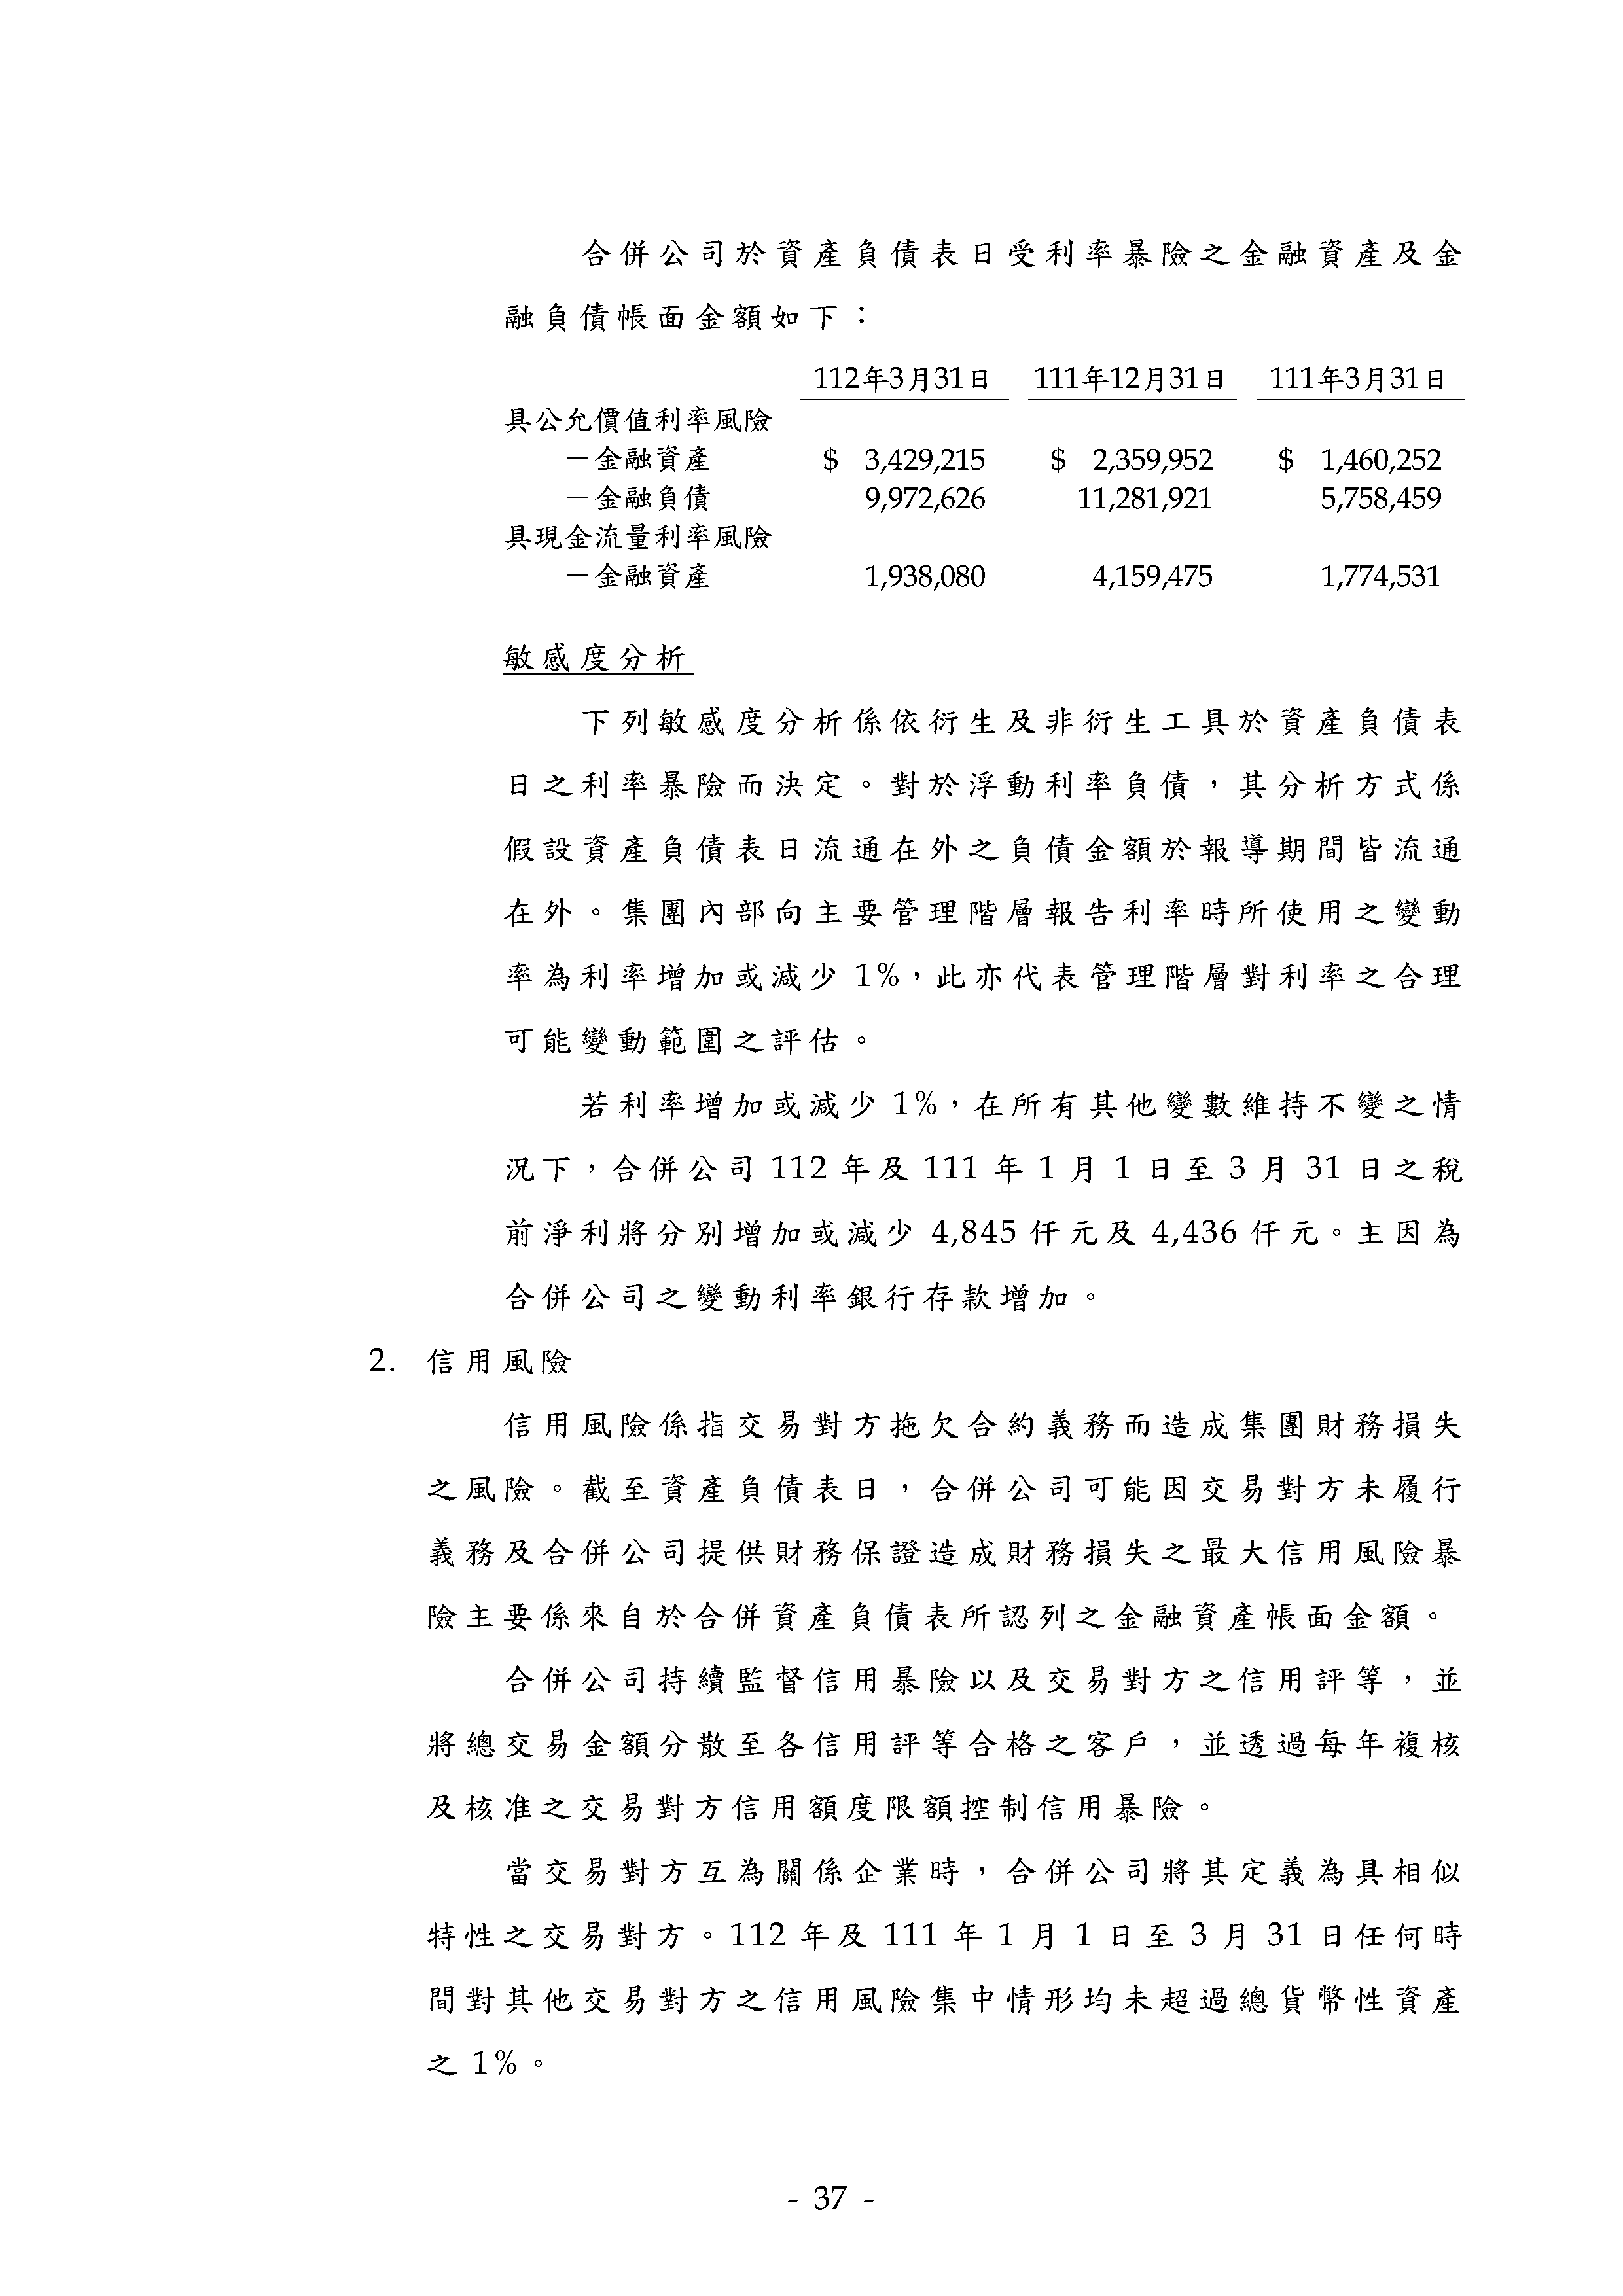 合併公司於資產負債表日受利率暴險之金融資產及金
融負債帳面金額如下：
112年3月31日 111年12月31日 111年3月31日
具公允價值利率風險
－金融資產 $ 3,429,215 $ 2,359,952 $ 1,460,252
－金融負債 9,972,626 11,281,921 5,758,459
具現金流量利率風險
－金融資產 1,938,080 4,159,475 1,774,531
敏感度分析
下列敏感度分析係依衍生及非衍生工具於資產負債表
日之利率暴險而決定。對於浮動利率負債，其分析方式係
假設資產負債表日流通在外之負債金額於報導期間皆流通
在外。集團內部向主要管理階層報告利率時所使用之變動
率為利率增加或減少 1%，此亦代表管理階層對利率之合理
可能變動範圍之評估。
若利率增加或減少 1%，在所有其他變數維持不變之情
況下，合併公司 112 年及 111 年 1 月 1 日至 3 月 31 日之稅
前淨利將分別增加或減少 4,845 仟元及 4,436 仟元。主因為
合併公司之變動利率銀行存款增加。
2. 信用風險
信用風險係指交易對方拖欠合約義務而造成集團財務損失
之風險。截至資產負債表日，合併公司可能因交易對方未履行
義務及合併公司提供財務保證造成財務損失之最大信用風險暴
險主要係來自於合併資產負債表所認列之金融資產帳面金額。
合併公司持續監督信用暴險以及交易對方之信用評等，並
將總交易金額分散至各信用評等合格之客戶，並透過每年複核
及核准之交易對方信用額度限額控制信用暴險。
當交易對方互為關係企業時，合併公司將其定義為具相似
特性之交易對方。112 年及 111 年 1 月 1 日至 3 月 31 日任何時
間對其他交易對方之信用風險集中情形均未超過總貨幣性資產
之 1%。
- 37 -